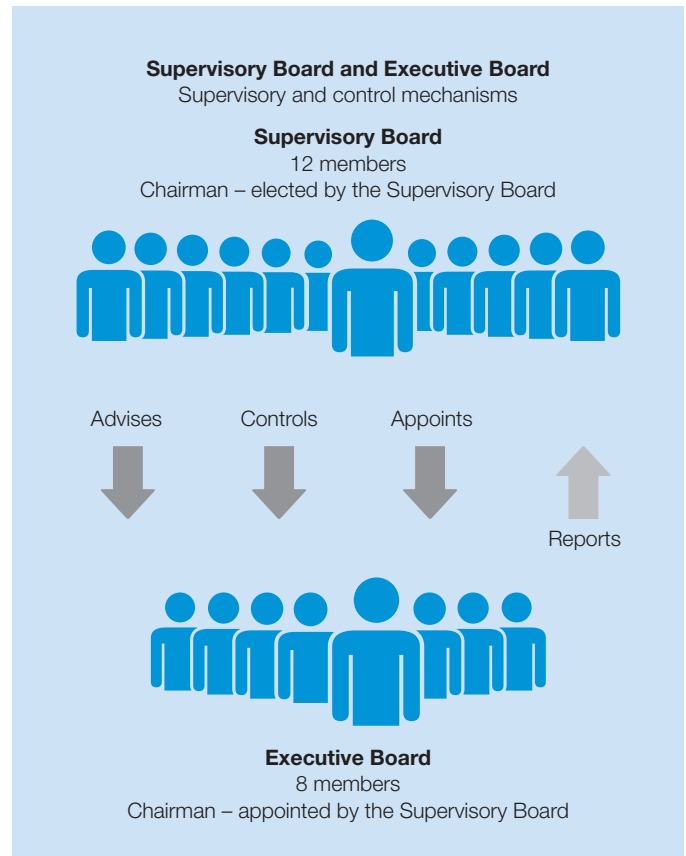 Supervisory Board and Executive Board
Supervisory and control mechanisms
Supervisory Board
12 members
Chairman – elected by the Supervisory Board
Advises
Controls
Appoints
Reports
Executive Board
8 members
Chairman – appointed by the Supervisory Board